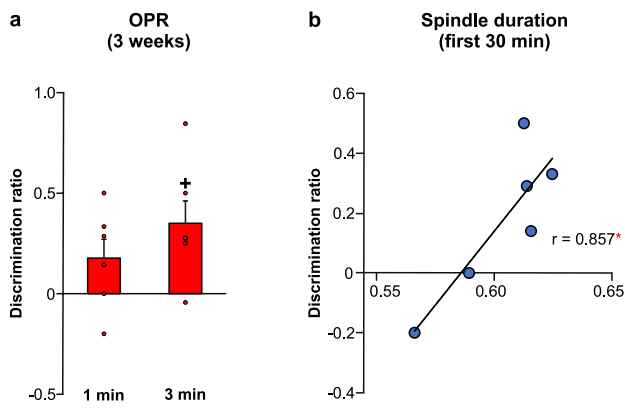 a
OPR
(3 weeks)
Discrimination ratio
1.0
0.5
0
-0.5
1 min
3 min
+
b
Spindle duration
(first 30 min)
Discrimination ratio
0.6
0.4
0.2
0
-0.2
-0.4
0.55
0.60
0.65
r = 0.857*